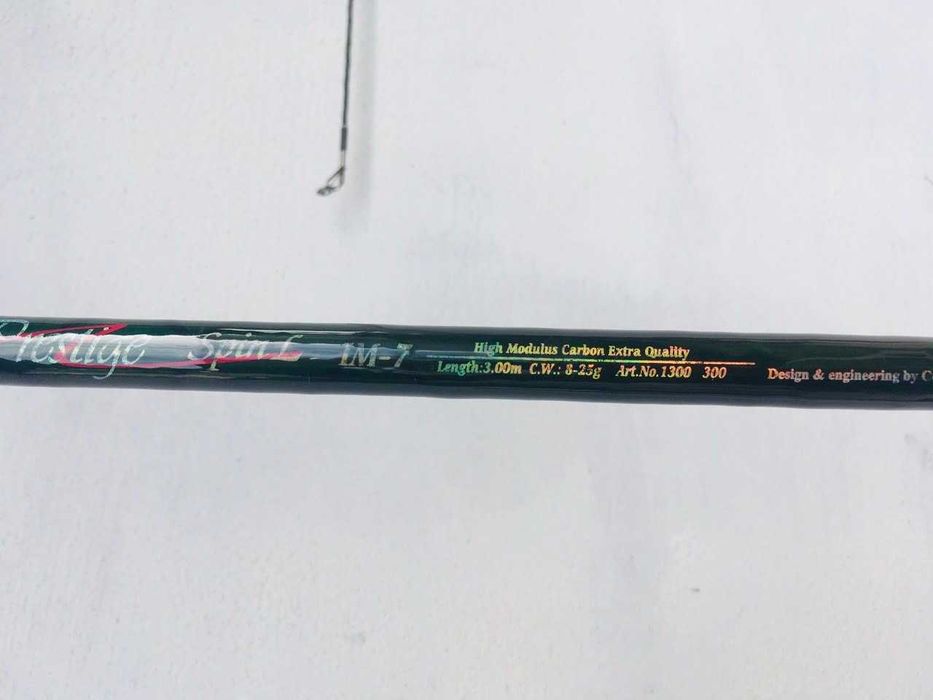 Prestige Spin L IM-7
High Modulus Carbon Extra Quality
Length:3.00m C.W.: 8-25g Art.No.1300 300
Design & engineering by